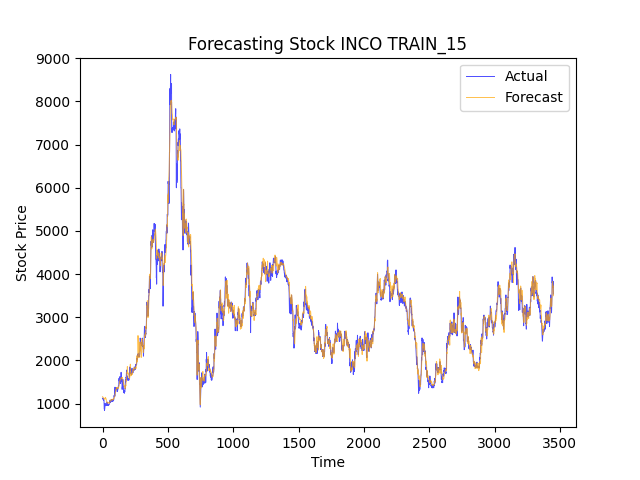 Forecasting Stock INCO TRAIN_15
Actual
Forecast
Stock Price
9000
8000
7000
6000
5000
4000
3000
2000
1000
0 500 1000 1500 2000 2500 3000 3500
Time